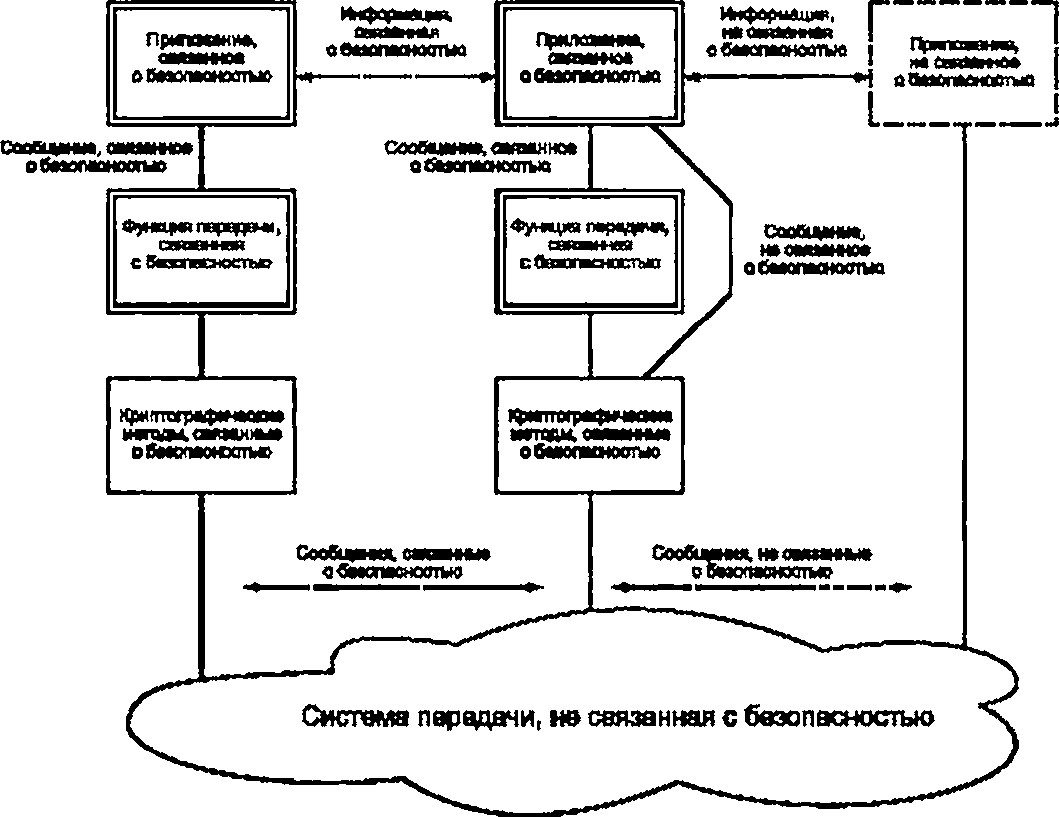 Приложение,
связанное
с безопасностью
Информация,
связанная
с безопасностью
Приложение,
связанное
с безопасностью
Информация,
не связанная
с безопасностью
Приложение,
не связанное
с безопасностью
Сообщение, связанное
с безопасностью
Сообщение, связанное
с безопасностью
Функция передачи,
связанная
с безопасностью
Функция передачи,
связанная
с безопасностью
Сообщение,
не связанное
с безопасностью
Криптографические
методы, связанные
с безопасностью
Криптографические
методы, связанные
с безопасностью
Сообщения, связанные
с безопасностью
Сообщения, не связанные
с безопасностью
Система передачи, не связанная с безопасностью